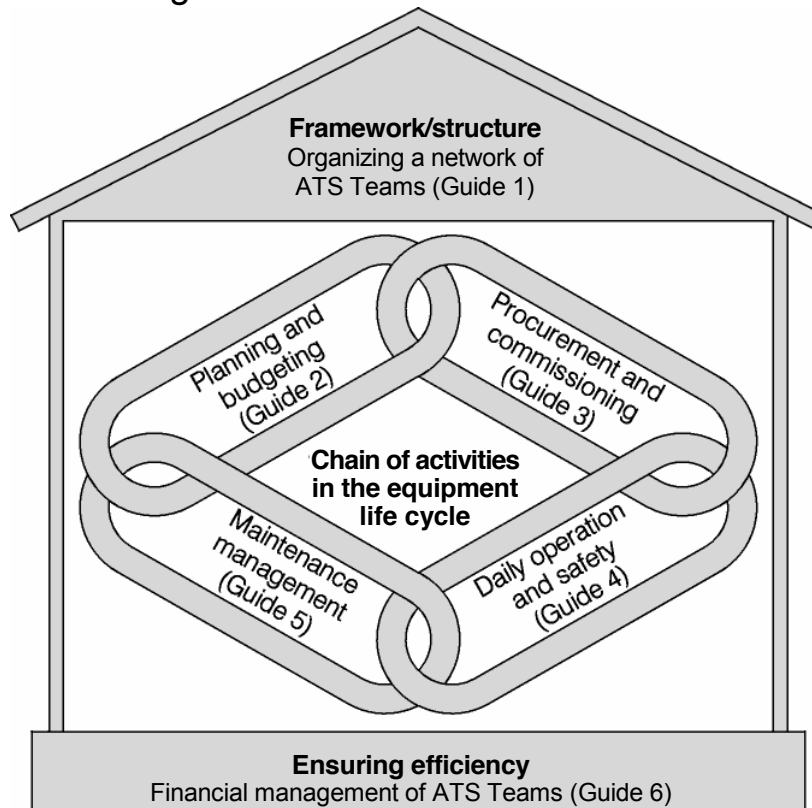 Framework/structure
Organizing a network of
ATS Teams (Guide 1)
Planning and
budgeting
(Guide 2)
Procurement and
commissioning
(Guide 3)
Chain of activities
in the equipment
life cycle
Maintenance
management
(Guide 5)
Daily operation
and safety
(Guide 4)
Ensuring efficiency
Financial management of ATS Teams (Guide 6)